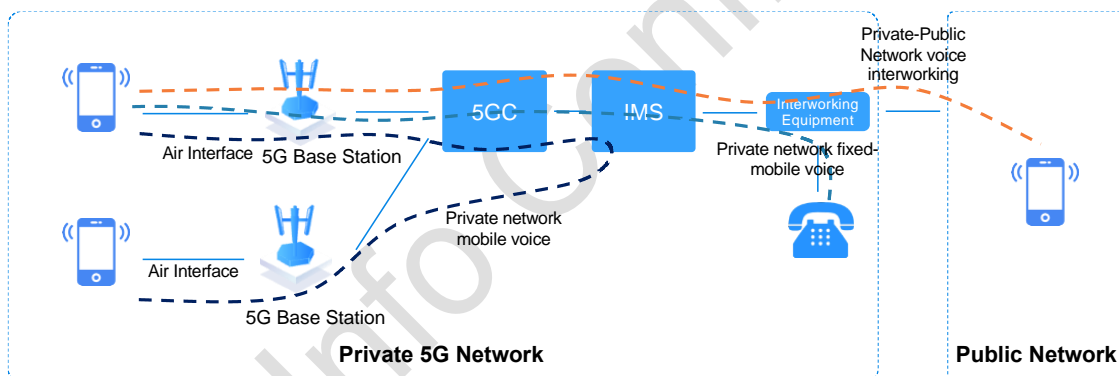 Private-Public
Network voice
interworking
5GC
IMS
Interworking
Equipment
Air Interface
5G Base Station
Private network fixed-
mobile voice
Private network
mobile voice
Air Interface
5G Base Station
Private 5G Network
Public Network